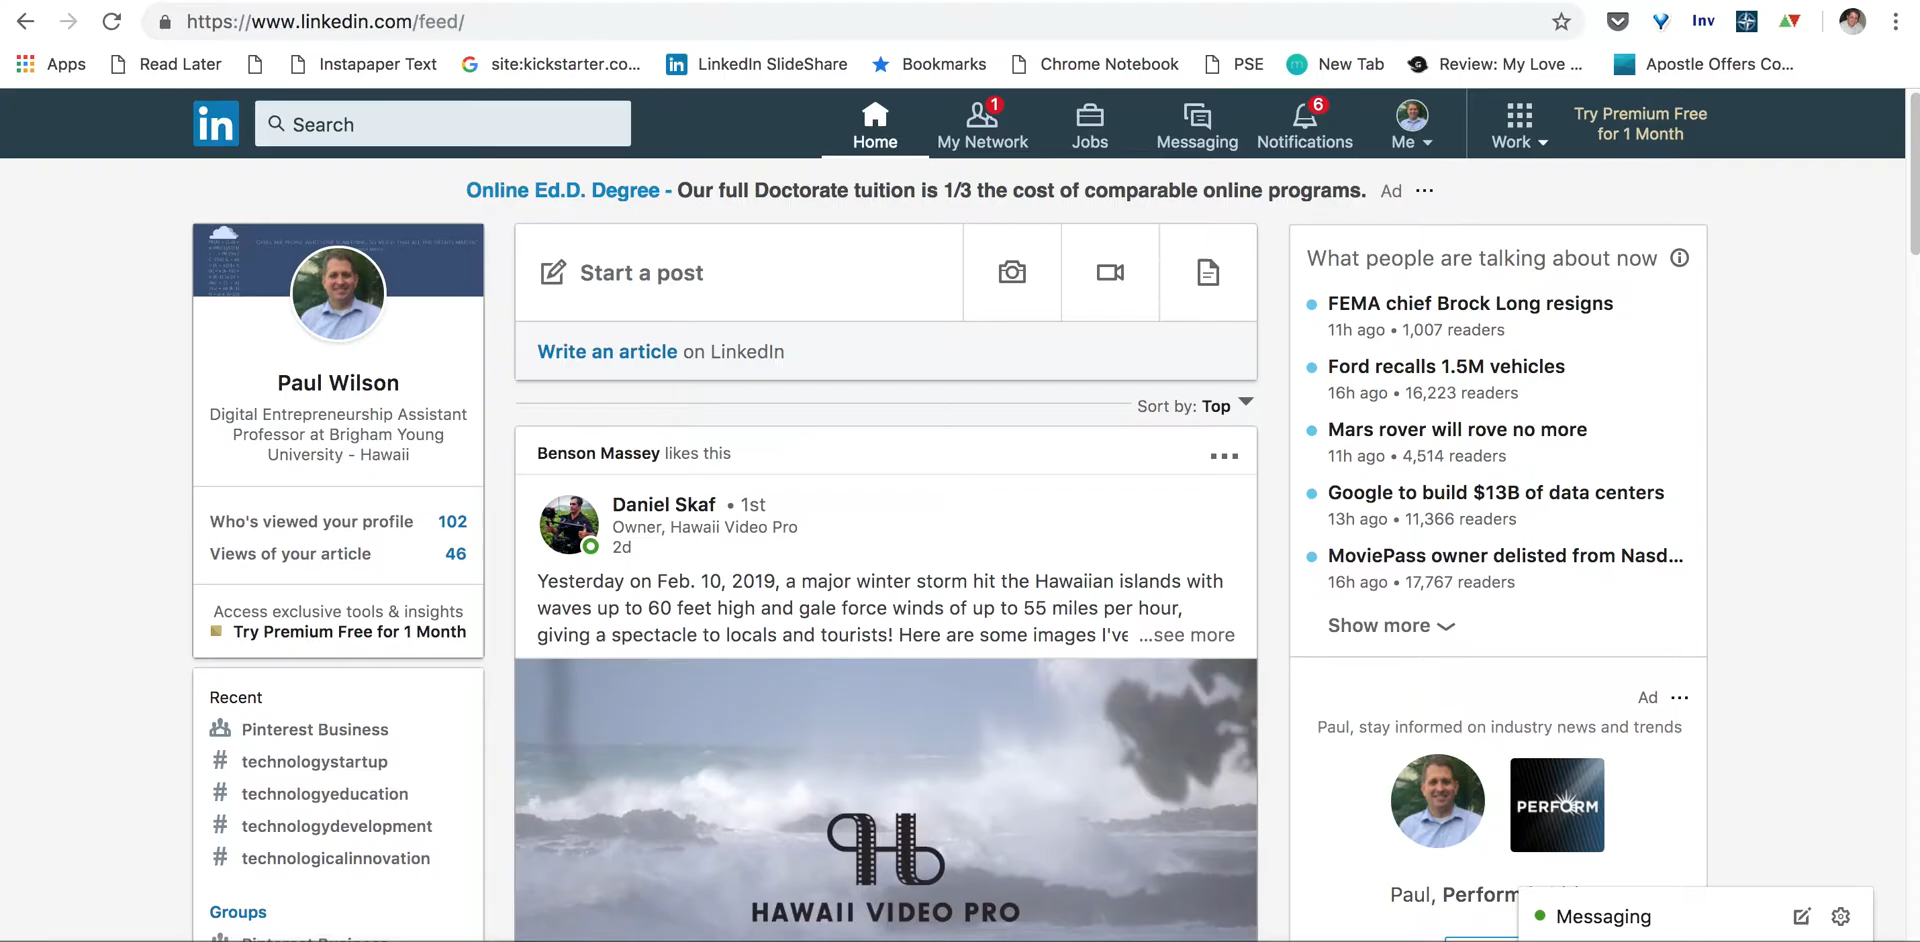 https://www.linkedin.com/feed/
Inv
Apps
Read Later
Instapaper Text
site:kickstarter.co...
LinkedIn SlideShare
Bookmarks
Chrome Notebook
PSE
New Tab
Review: My Love ...
Apostle Offers Co...
in
Search
Home
1
My Network
Jobs
Messaging
6
Notifications
Me
Work
Try Premium Free
for 1 Month
Online Ed.D. Degree - Our full Doctorate tuition is 1/3 the cost of comparable online programs. Ad ...
Paul Wilson
Digital Entrepreneurship Assistant
Professor at Brigham Young
University - Hawaii
Who's viewed your profile 102
Views of your article 46
Access exclusive tools & insights
Try Premium Free for 1 Month
Recent
Pinterest Business
# technologystartup
# technologyeducation
# technologydevelopment
# technologicalinnovation
Groups
Pinterest Business
Start a post
Write an article on LinkedIn
Sort by: Top
Benson Massey likes this
Daniel Skaf • 1st
Owner, Hawaii Video Pro
2d
Yesterday on Feb. 10, 2019, a major winter storm hit the Hawaiian islands with
waves up to 60 feet high and gale force winds of up to 55 miles per hour,
giving a spectacle to locals and tourists! Here are some images I've ...see more
HAWAII VIDEO PRO
What people are talking about now
FEMA chief Brock Long resigns
11h ago • 1,007 readers
Ford recalls 1.5M vehicles
16h ago • 16,223 readers
Mars rover will rove no more
11h ago • 4,514 readers
Google to build $13B of data centers
13h ago • 11,366 readers
MoviePass owner delisted from Nasd...
16h ago • 17,767 readers
Show more
Ad ...
Paul, stay informed on industry news and trends
PERFORM
Paul, Perform
Messaging